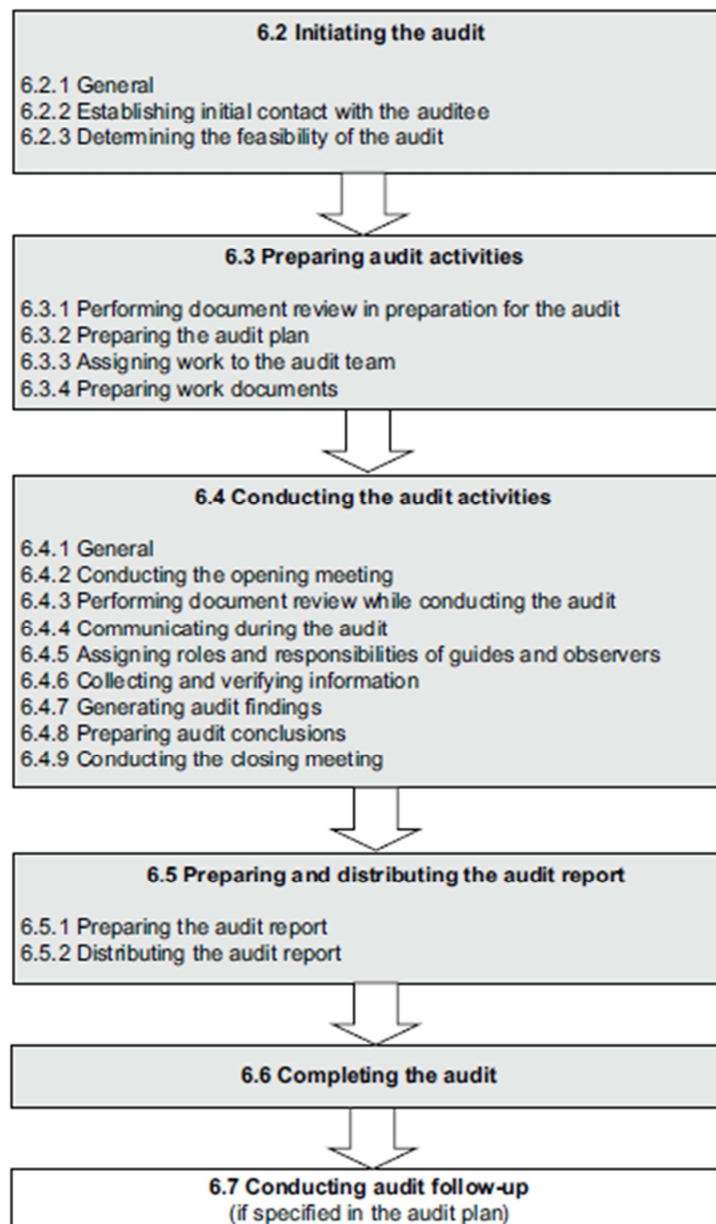 6.2 Initiating the audit
6.2.1 General
6.2.2 Establishing initial contact with the auditee
6.2.3 Determining the feasibility of the audit
6.3 Preparing audit activities
6.3.1 Performing document review in preparation for the audit
6.3.2 Preparing the audit plan
6.3.3 Assigning work to the audit team
6.3.4 Preparing work documents
6.4 Conducting the audit activities
6.4.1 General
6.4.2 Conducting the opening meeting
6.4.3 Performing document review while conducting the audit
6.4.4 Communicating during the audit
6.4.5 Assigning roles and responsibilities of guides and observers
6.4.6 Collecting and verifying information
6.4.7 Generating audit findings
6.4.8 Preparing audit conclusions
6.4.9 Conducting the closing meeting
6.5 Preparing and distributing the audit report
6.5.1 Preparing the audit report
6.5.2 Distributing the audit report
6.6 Completing the audit
6.7 Conducting audit follow-up
(if specified in the audit plan)